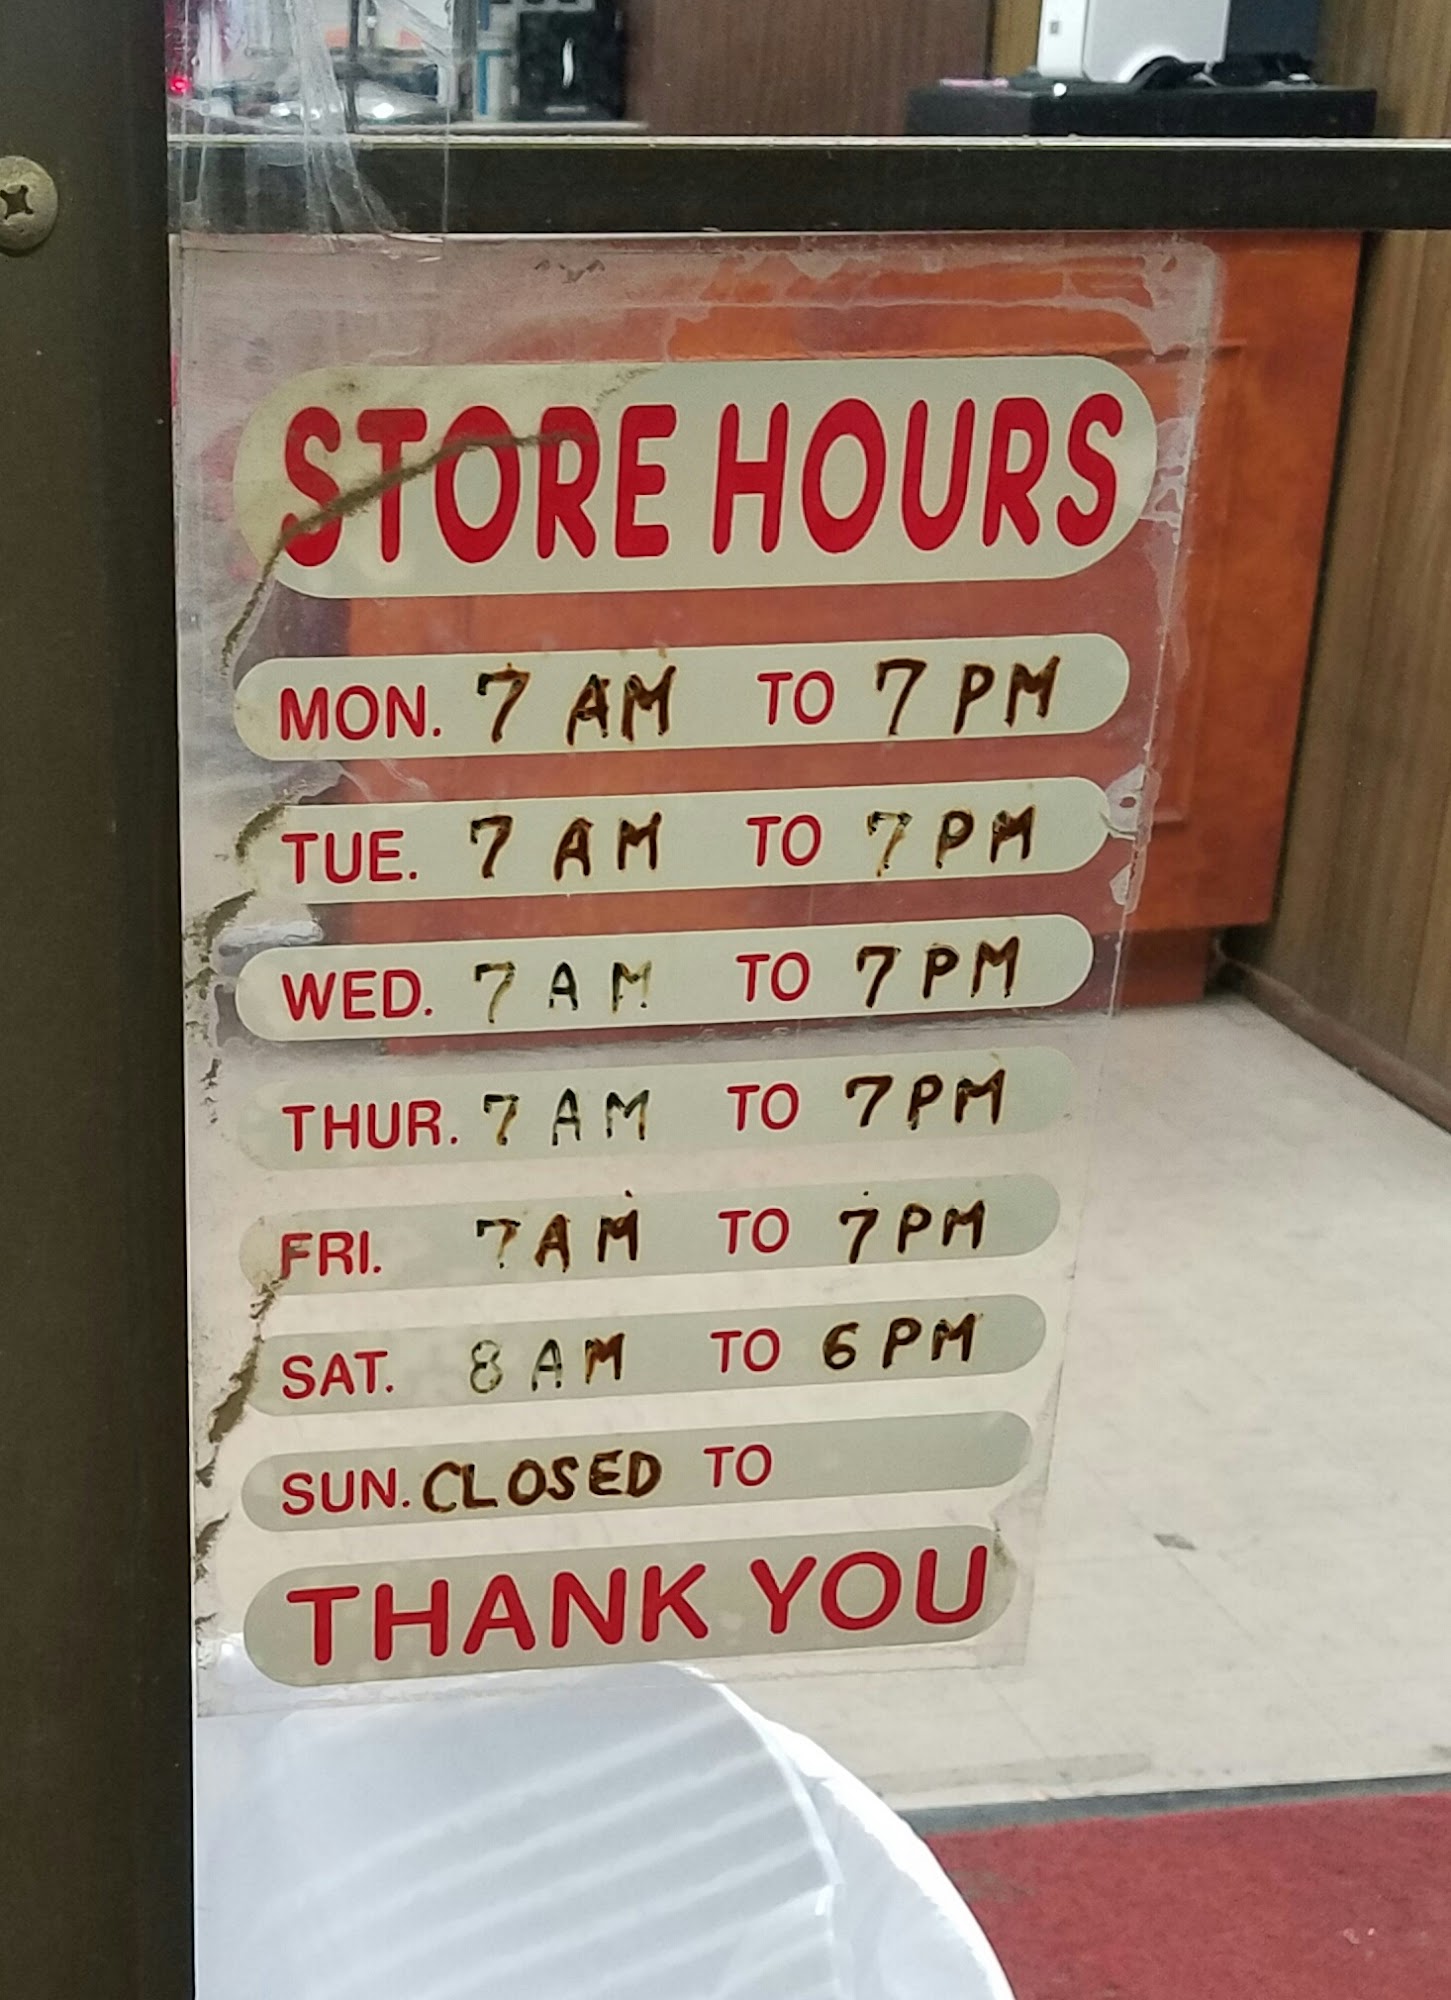 STORE HOURS
MON. 7 AM TO 7 PM
TUE. 7 AM TO 7 PM
WED. 7 AM TO 7 PM
THUR. 7 AM TO 7 PM
FRI. 7 AM TO 7 PM
SAT. 8 AM TO 6 PM
SUN. CLOSED TO
THANK YOU